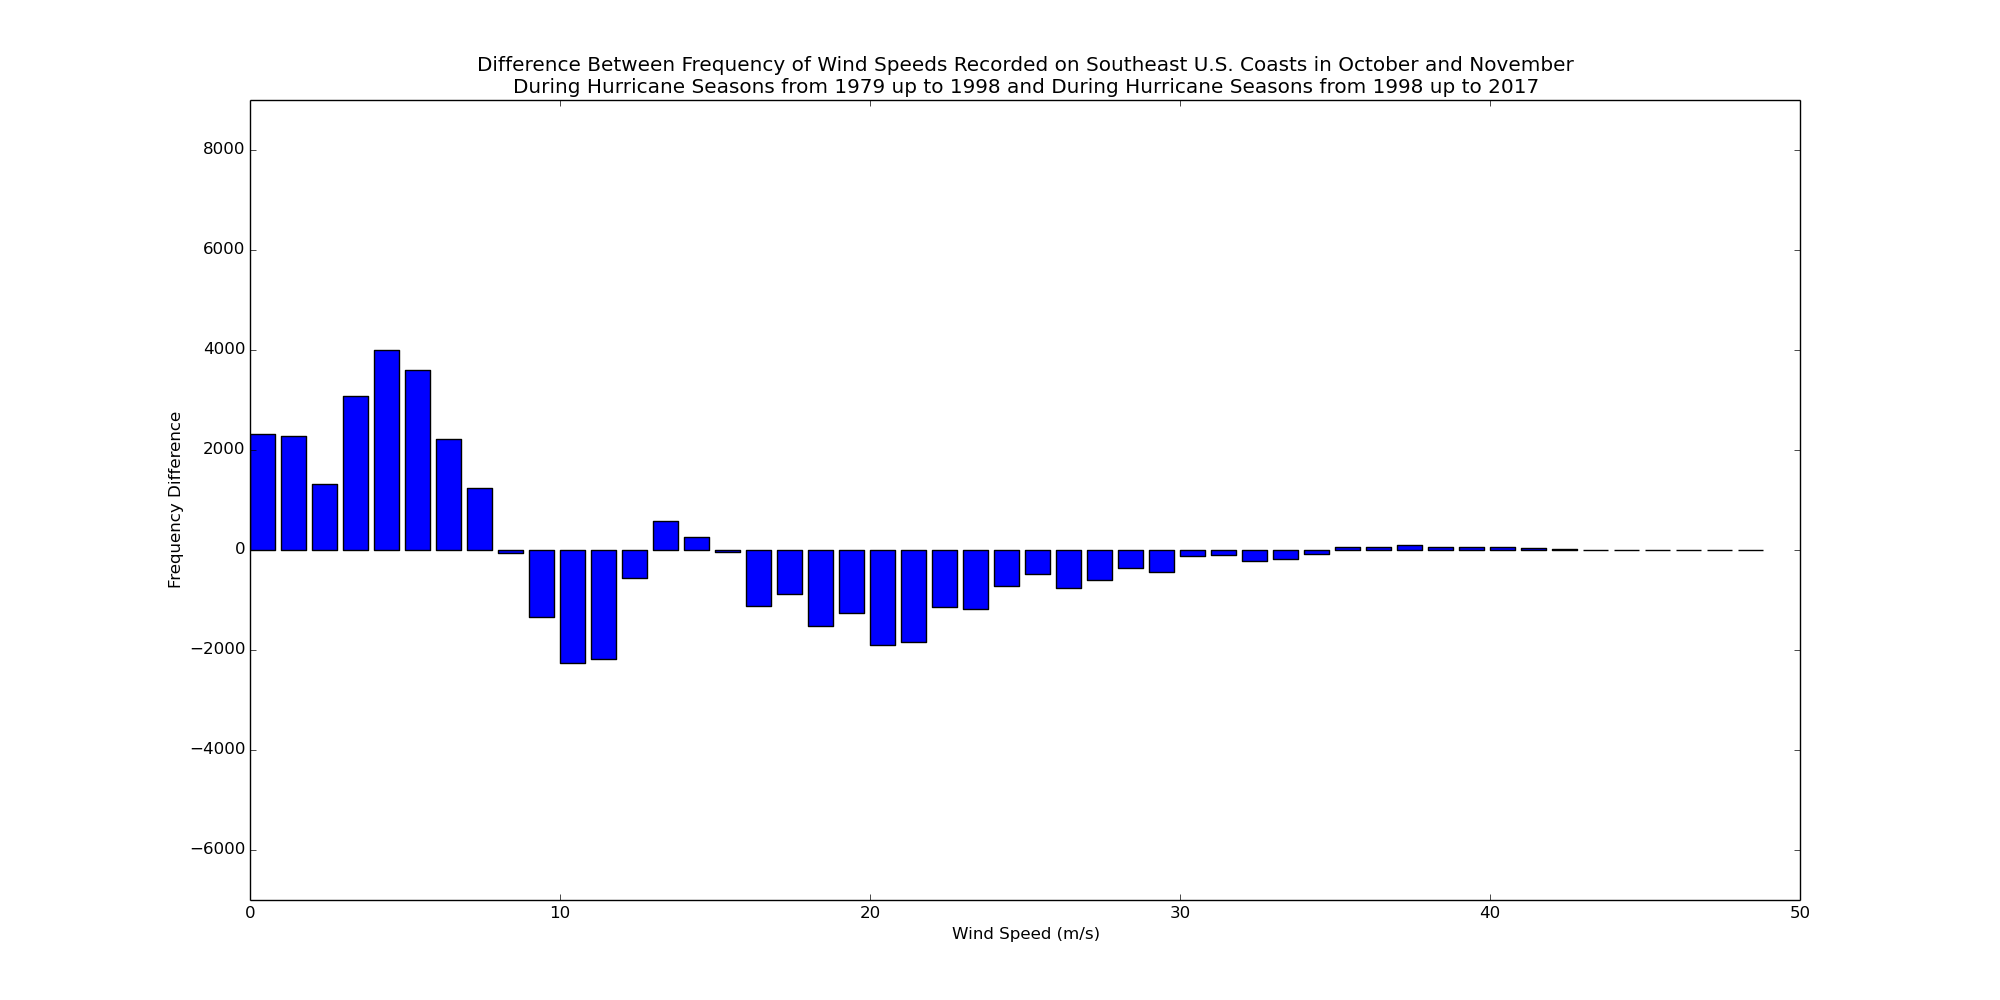 Difference Between Frequency of Wind Speeds Recorded on Southeast U.S. Coasts in October and November
During Hurricane Seasons from 1979 up to 1998 and During Hurricane Seasons from 1998 up to 2017
8000
6000
4000
2000
0
−2000
−4000
−6000
Frequency Difference
0 10 20 30 40 50
Wind Speed (m/s)